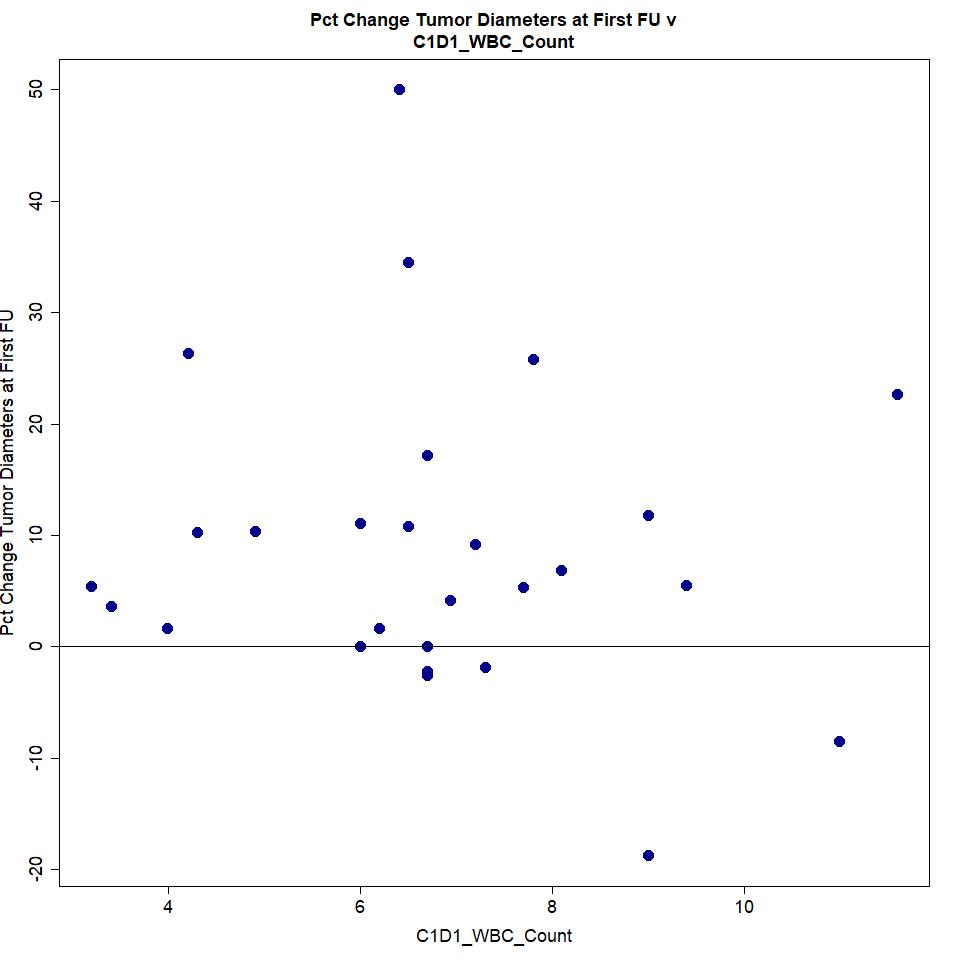 Pct Change Tumor Diameters at First FU v
C1D1_WBC_Count
Pct Change Tumor Diameters at First FU
50
40
30
20
10
0
-10
-20
4 6 8 10
C1D1_WBC_Count